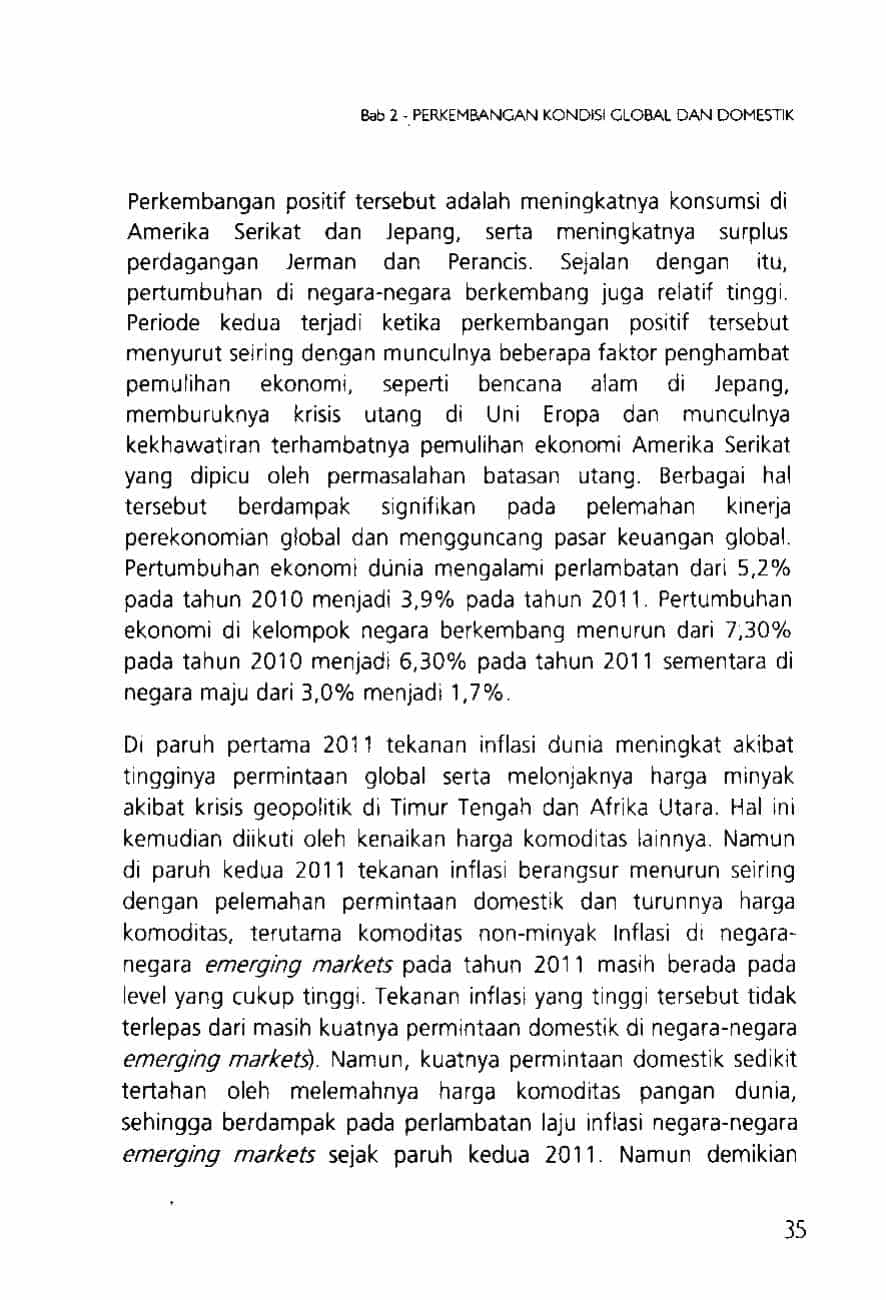 Bab 2 - PERKEMBANGAN KONDISI GLOBAL DAN DOMESTIK
Perkembangan positif tersebut adalah meningkatnya konsumsi di
Amerika Serikat dan Jepang, serta meningkatnya surplus
perdagangan Jerman dan Perancis. Sejalan dengan itu,
pertumbuhan di negara-negara berkembang juga relatif tinggi.
Periode kedua terjadi ketika perkembangan positif tersebut
menyurut seiring dengan munculnya beberapa faktor penghambat
pemulihan ekonomi, seperti bencana alam di Jepang,
memburuknya krisis utang di Uni Eropa dan munculnya
kekhawatiran terhambatnya pemulihan ekonomi Amerika Serikat
yang dipicu oleh permasalahan batasan utang. Berbagai hal
tersebut berdampak signifikan pada pelemahan kinerja
perekonomian global dan mengguncang pasar keuangan global.
Pertumbuhan ekonomi dunia mengalami perlambatan dari 5,2%
pada tahun 2010 menjadi 3,9% pada tahun 2011. Pertumbuhan
ekonomi di kelompok negara berkembang menurun dari 7,30%
pada tahun 2010 menjadi 6,30% pada tahun 2011 sementara di
negara maju dari 3,0% menjadi 1,7%.
Di paruh pertama 2011 tekanan inflasi dunia meningkat akibat
tingginya permintaan global serta melonjaknya harga minyak
akibat krisis geopolitik di Timur Tengah dan Afrika Utara. Hal ini
kemudian diikuti oleh kenaikan harga komoditas lainnya. Namun
di paruh kedua 2011 tekanan inflasi berangsur menurun seiring
dengan pelemahan permintaan domestik dan turunnya harga
komoditas, terutama komoditas non-minyak Inflasi di negara-
negara emerging markets pada tahun 2011 masih berada pada
level yang cukup tinggi. Tekanan inflasi yang tinggi tersebut tidak
terlepas dari masih kuatnya permintaan domestik di negara-negara
emerging markets). Namun, kuatnya permintaan domestik sedikit
tertahan oleh melemahnya harga komoditas pangan dunia,
sehingga berdampak pada perlambatan laju inflasi negara-negara
emerging markets sejak paruh kedua 2011. Namun demikian
35